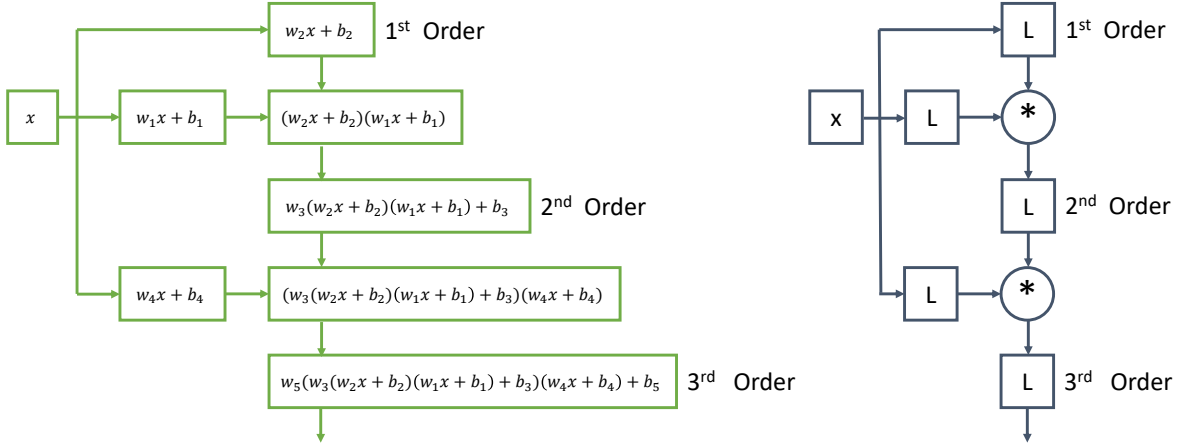 w₂x + b₂ 1ˢᵗ Order
x w₁x + b₁ (w₂x + b₂)(w₁x + b₁)
w₃(w₂x + b₂)(w₁x + b₁) + b₃ 2ⁿᵈ Order
w₄x + b₄ (w₃(w₂x + b₂)(w₁x + b₁) + b₃)(w₄x + b₄)
w₅(w₃(w₂x + b₂)(w₁x + b₁) + b₃)(w₄x + b₄) + b₅ 3ʳᵈ Order
L 1ˢᵗ Order
x L *
L 2ⁿᵈ Order
L *
L 3ʳᵈ Order